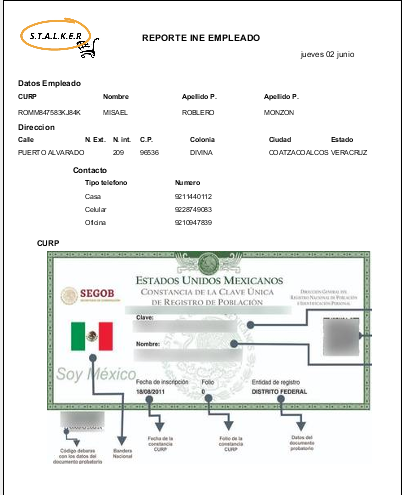 S.T.A.L.K.E.R
REPORTE INE EMPLEADO
jueves 02 junio
Datos Empleado
CURP Nombre Apellido P. Apellido P.
ROMM847583KJ84K MISAEL ROBLERO MONZON
Direccion
Calle N. Ext. N. int. C.P. Colonia Ciudad Estado
PUERTO ALVARADO 209 96536 DIVINA COATZACOALCOS VERACRUZ
Contacto
Tipo telefono Numero
Casa 9211440112
Celular 9228749083
Oficina 9210947839
CURP
ESTADOS UNIDOS MEXICANOS
SEGOB
CONSTANCIA DE LA CLAVE UNICA
DE REGISTRO DE POBLACIÓN
DIRECCIÓN GENERAL DEL
REGISTRO NACIONAL DE POBLACIÓN
E IDENTIFICACIÓN PERSONAL
Clave:
Nombre:
Soy México
Fecha de inscripción Folio Entidad de registro
18/08/2011 0 DISTRITO FEDERAL
Código debaras
con los datos del
documento probatorio
Bandera
Nacional
Fecha de la
constancia
CURP
Folio de la
constancia
CURP
Datos del
documento
probatorio